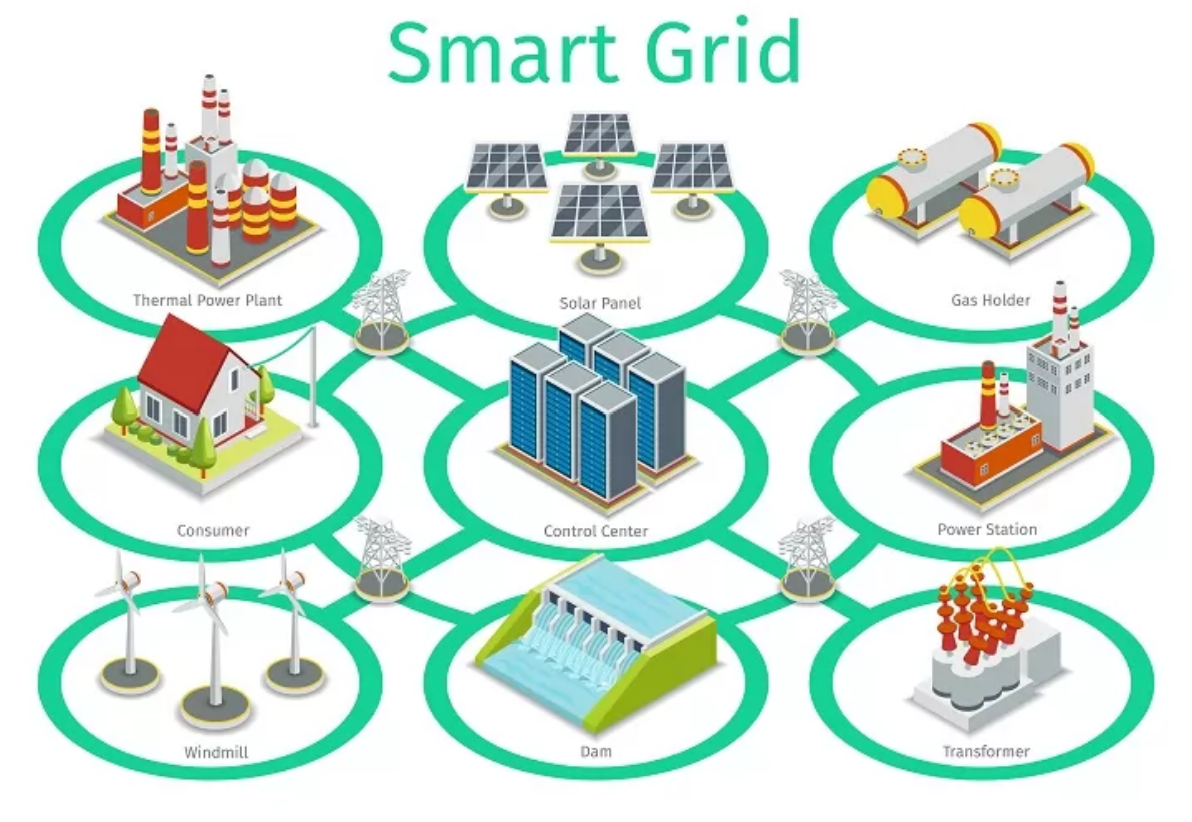 Smart Grid
Thermal Power Plant
Solar Panel
Gas Holder
Consumer
Control Center
Power Station
Windmill
Dam
Transformer